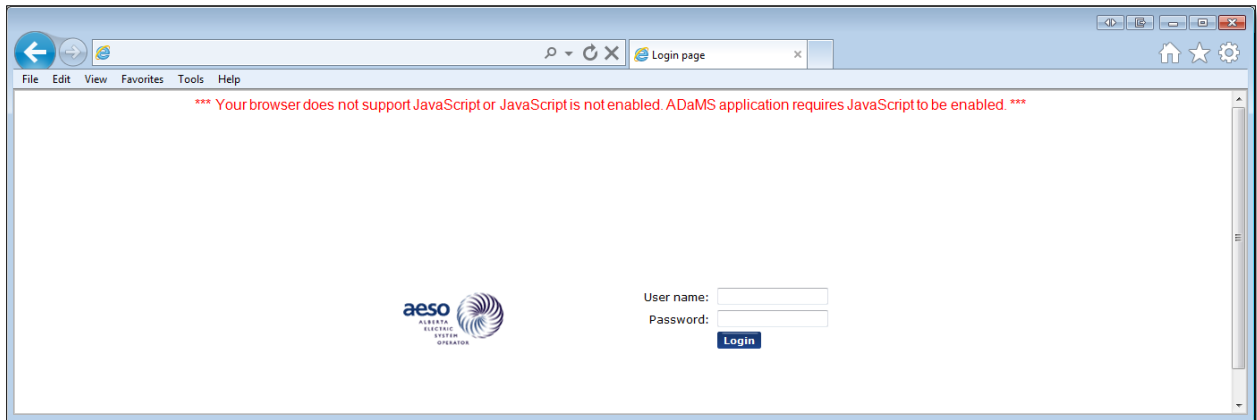 Login page
File Edit View Favorites Tools Help
*** Your browser does not support JavaScript or JavaScript is not enabled. ADaMS application requires JavaScript to be enabled. ***
aeso
ALBERTA
ELECTRIC
SYSTEM
OPERATOR
User name:
Password:
Login